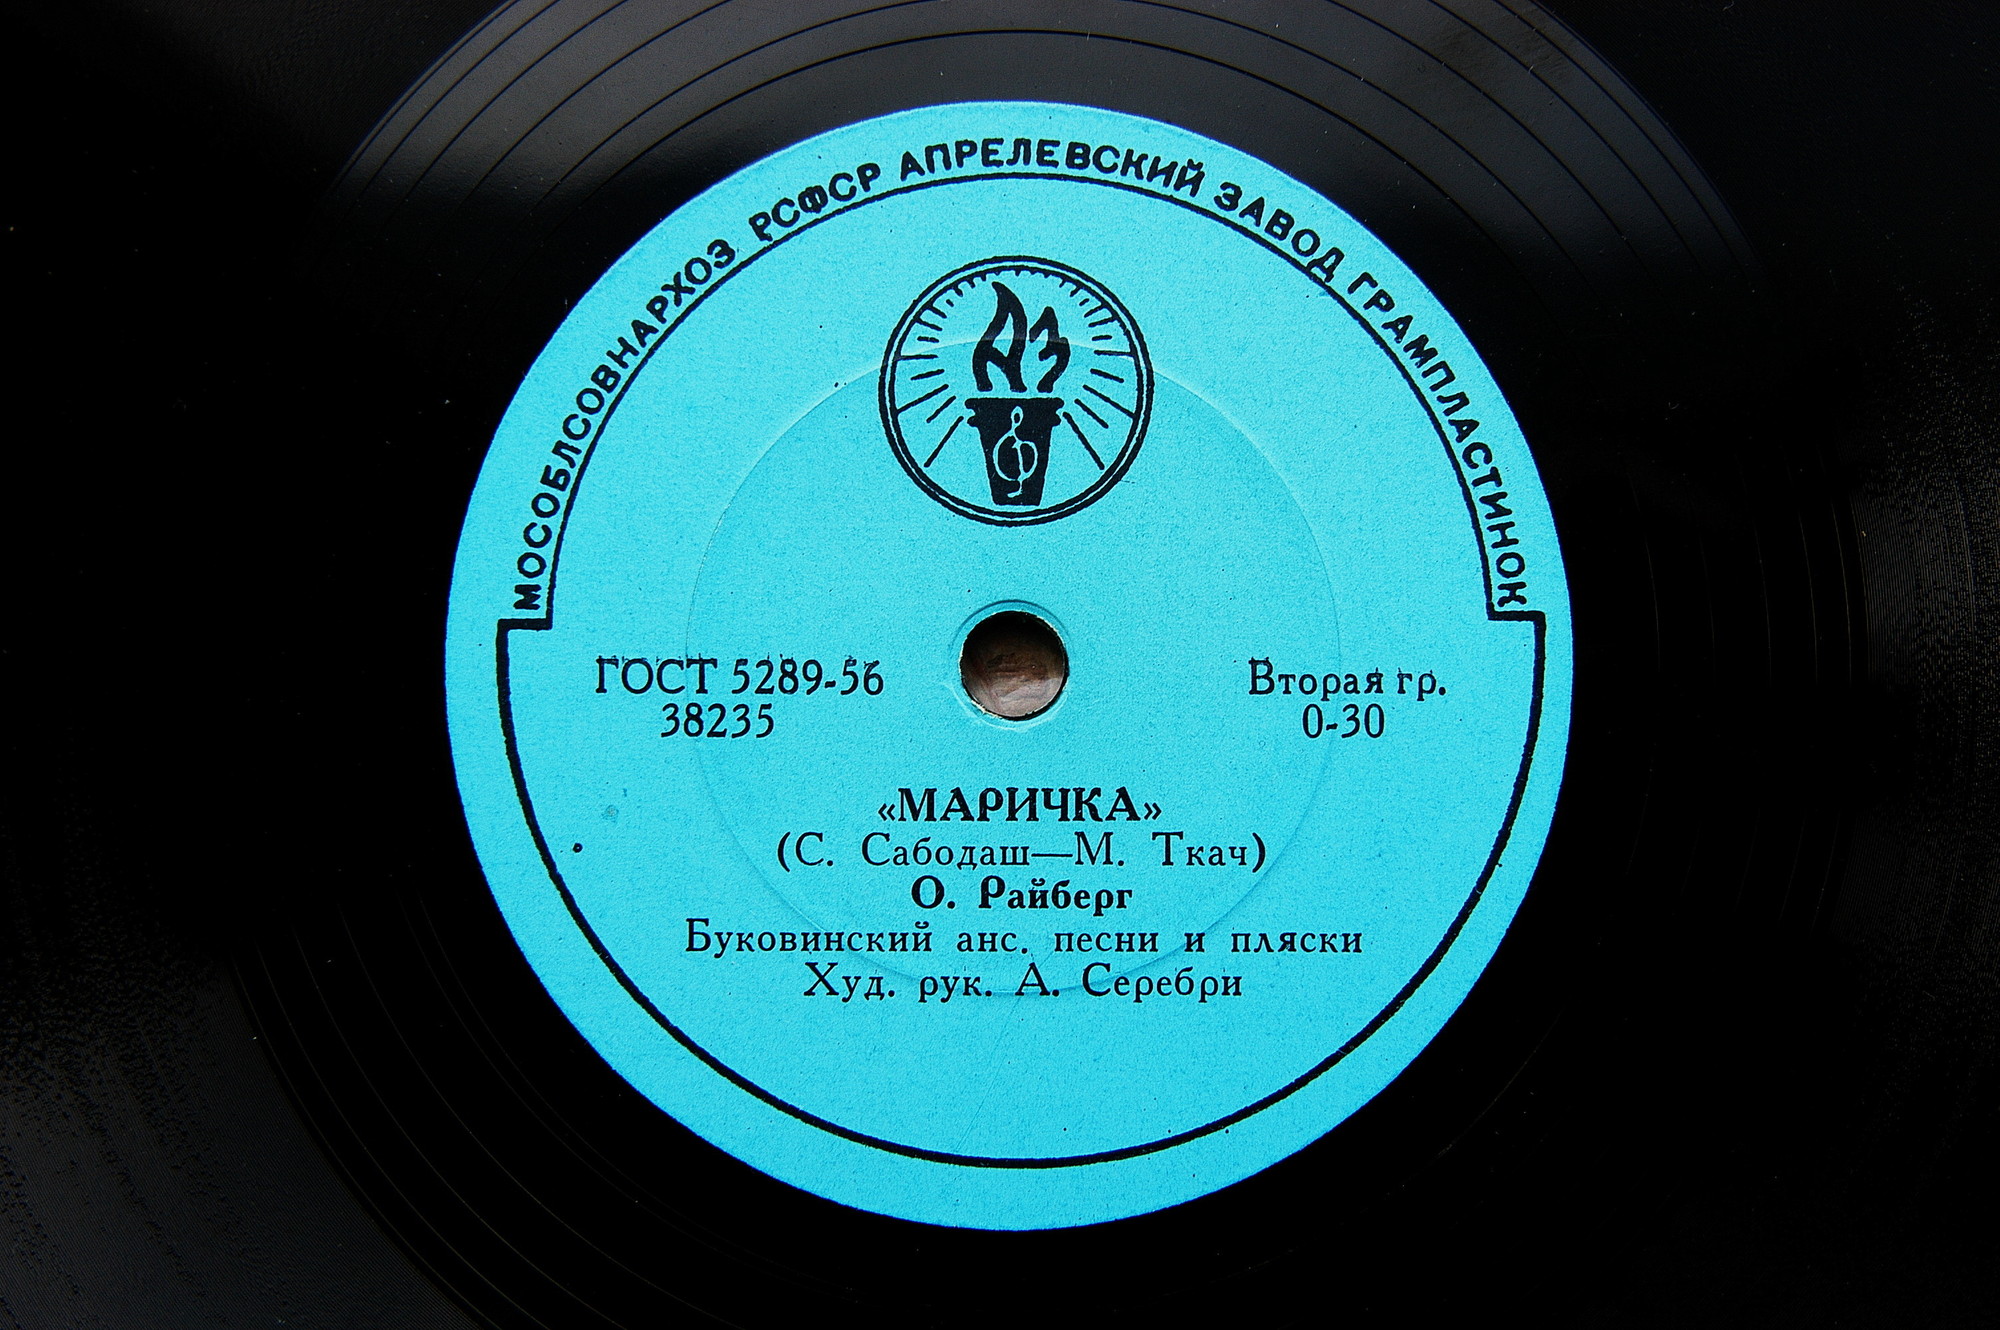 МОСОБЛСОВНАРХОЗ РСФСР АПРЕЛЕВСКИЙ ЗАВОД ГРАМПЛАСТИНОК
АЗ
ГОСТ 5289-56
38235
Вторая гр.
0-30
«МАРИЧКА»
(С. Сабодаш—М. Ткач)
О. Райберг
Буковинский анс. песни и пляски
Худ. рук. А. Серебри